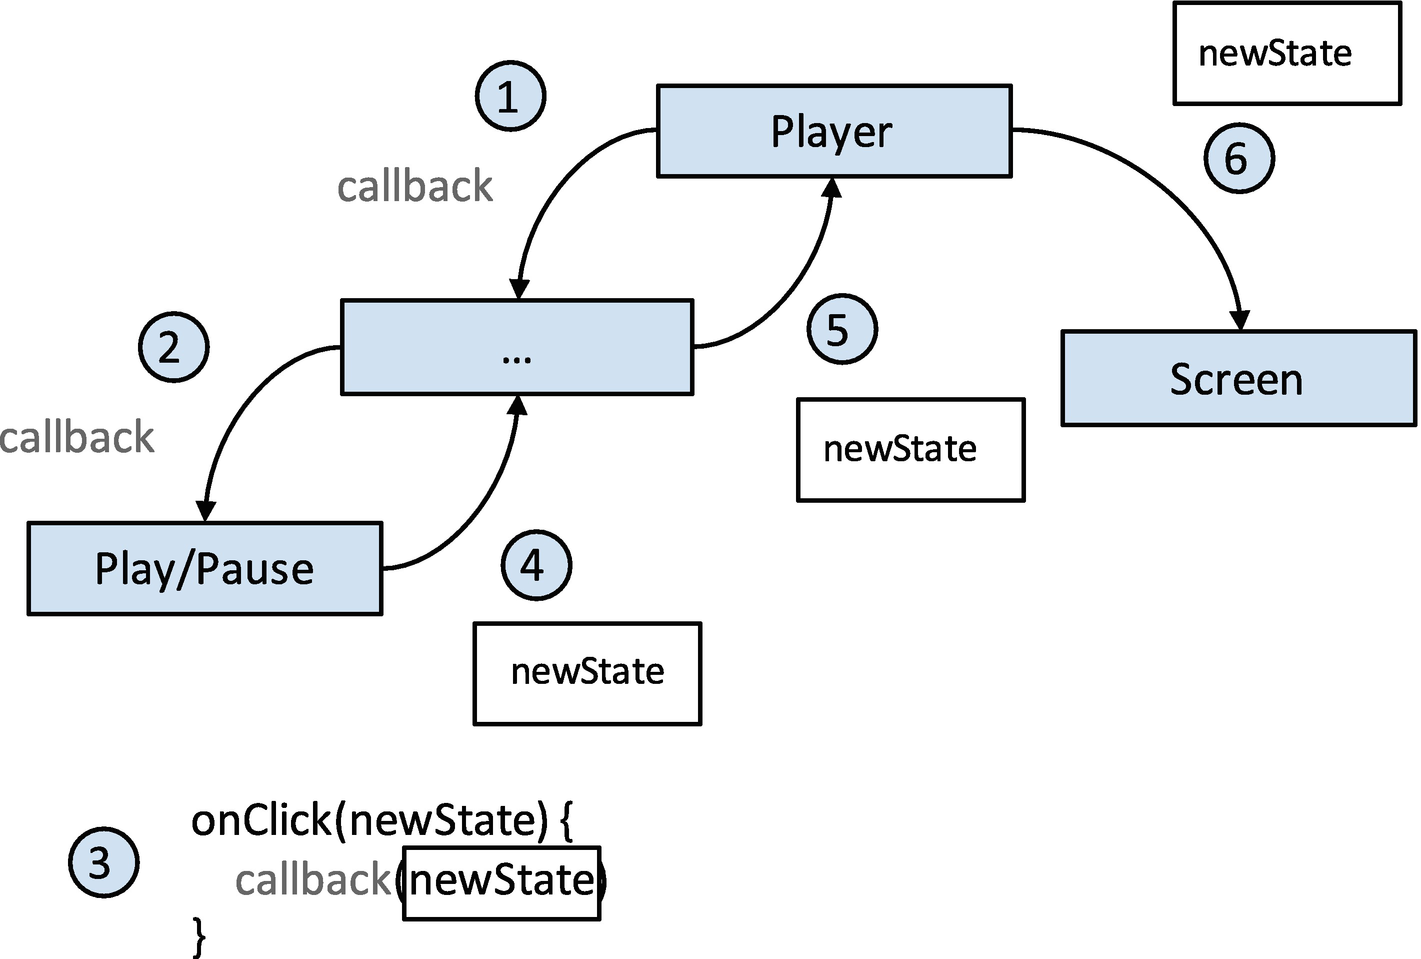 newState
1
Player
6
callback
5
2
...
Screen
callback
newState
Play/Pause
4
newState
onClick(newState) {
3
callback(newState)
}